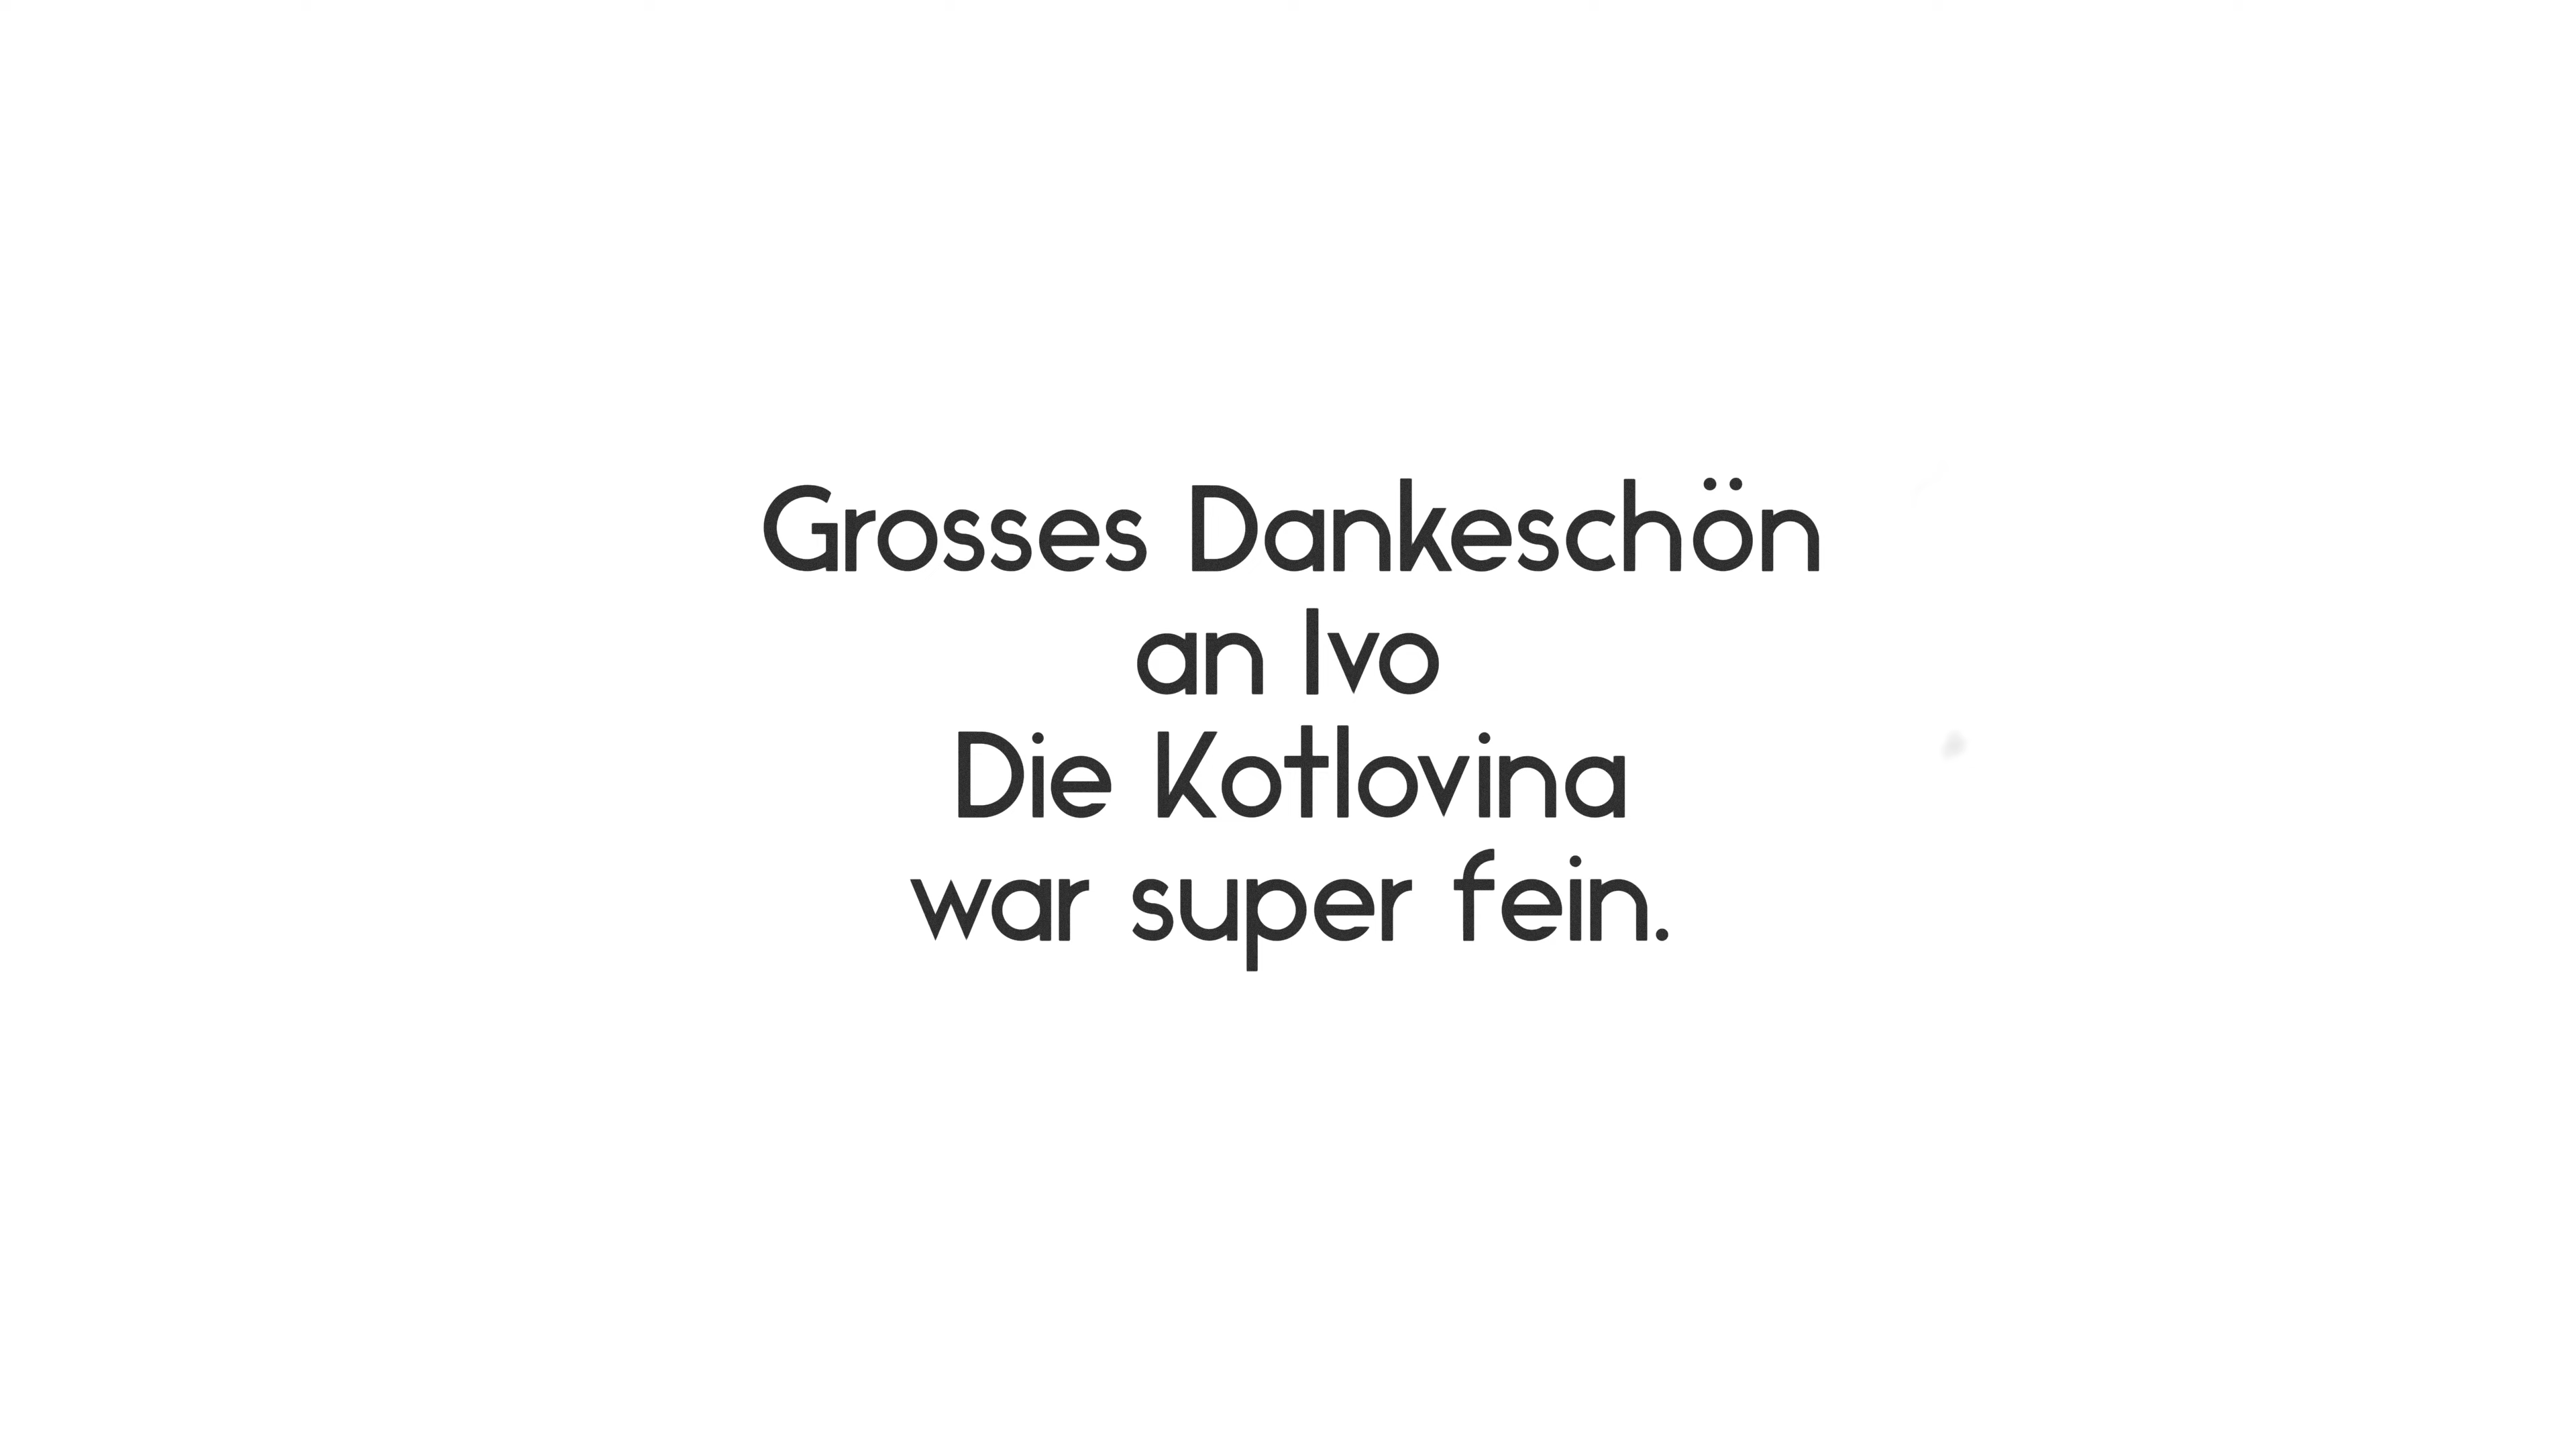 Grosses Dankeschön
an Ivo
Die Kotlovina
war super fein.